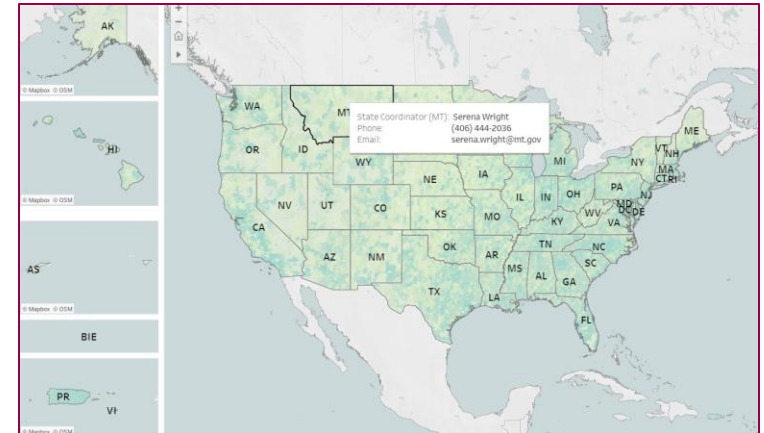 AK
© Mapbox © OSM
HI
© Mapbox © OSM
AS
© Mapbox © OSM
BIE
PR
VI
© Mapbox © OSM
WA
MT
State Coordinator (MT): Serena Wright
Phone: (406) 444-2036
Email: serena.wright@mt.gov
ME
OR
ID
WY
MI
NY
VT
NH
MA
CT
RI
NE
IA
PA
NJ
NV
UT
CO
IL
IN
OH
MD
DC
DE
CA
KS
MO
WV
VA
KY
AZ
NM
OK
AR
TN
NC
MS
AL
SC
GA
TX
LA
FL